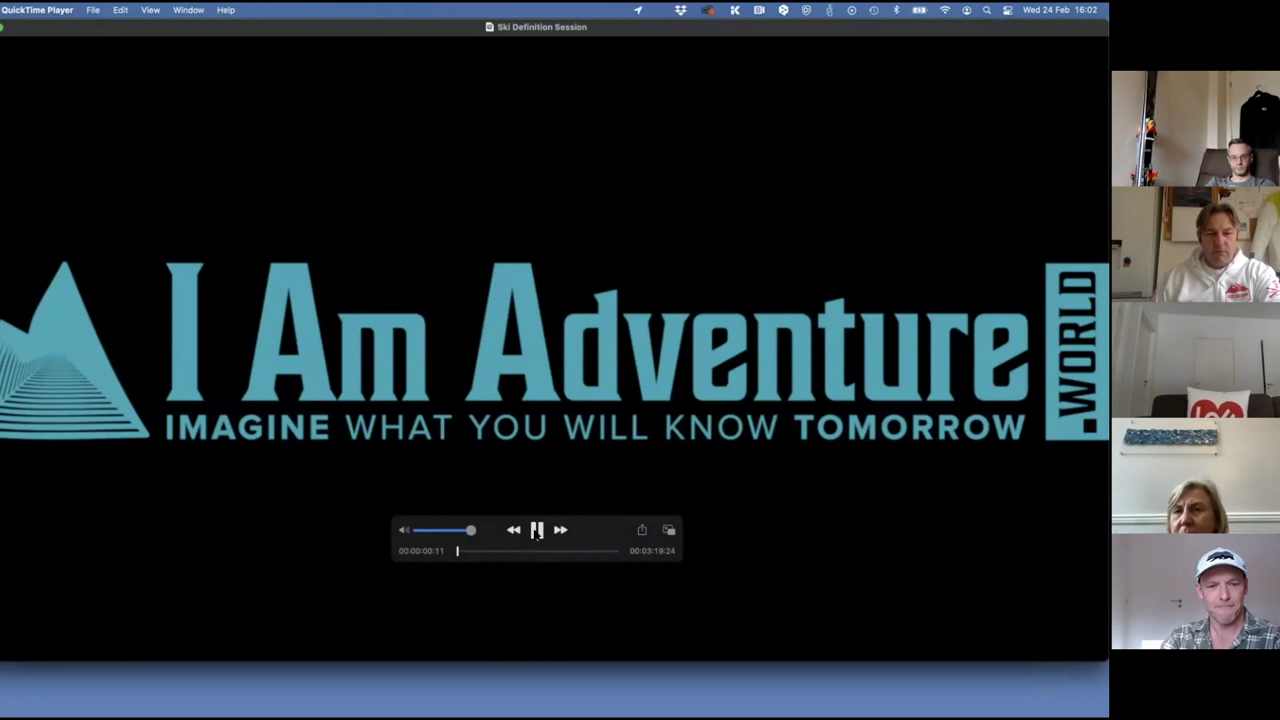 QuickTime Player File Edit View Window Help Wed 24 Feb 16:02
Ski Definition Session
I Am Adventure
.WORLD
IMAGINE WHAT YOU WILL KNOW TOMORROW
00:00:00:11 00:03:19:24